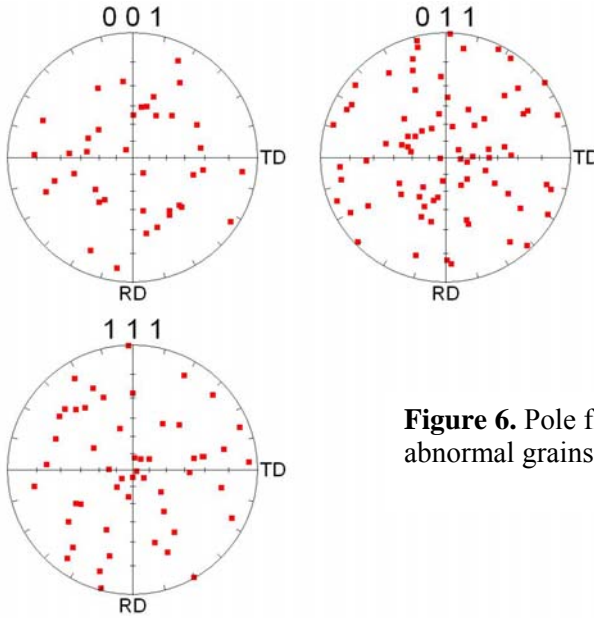 0 0 1
TD
RD
0 1 1
TD
RD
1 1 1
TD
RD
Figure 6. Pole f
abnormal grains